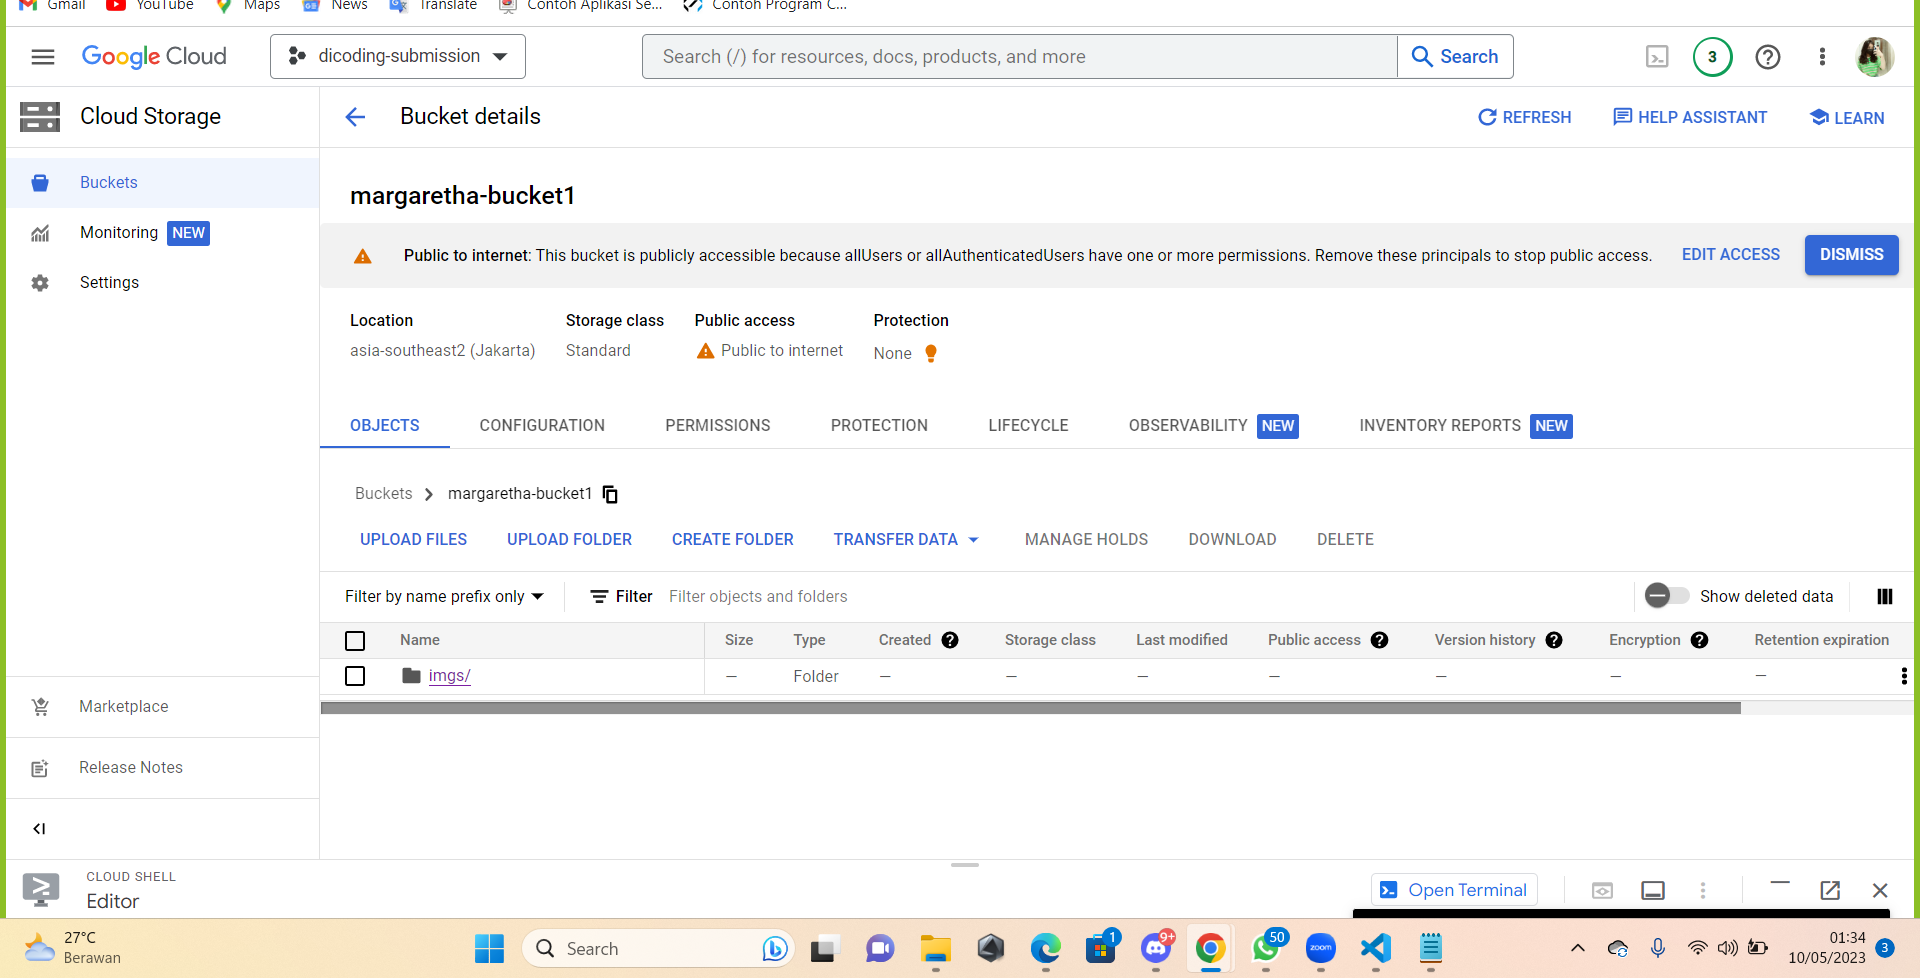 Gmail YouTube Maps News Translate Contoh Aplikasi Se... Contoh Program C...
Google Cloud dicoding-submission Search (/) for resources, docs, products, and more Search 3
Cloud Storage Bucket details REFRESH HELP ASSISTANT LEARN
Buckets
Monitoring NEW
Settings
margaretha-bucket1
Public to internet: This bucket is publicly accessible because allUsers or allAuthenticatedUsers have one or more permissions. Remove these principals to stop public access. EDIT ACCESS DISMISS
Location Storage class Public access Protection
asia-southeast2 (Jakarta) Standard Public to internet None
OBJECTS CONFIGURATION PERMISSIONS PROTECTION LIFECYCLE OBSERVABILITY NEW INVENTORY REPORTS NEW
Buckets margaretha-bucket1
UPLOAD FILES UPLOAD FOLDER CREATE FOLDER TRANSFER DATA MANAGE HOLDS DOWNLOAD DELETE
Filter by name prefix only Filter Filter objects and folders Show deleted data
Name Size Type Created Storage class Last modified Public access Version history Encryption Retention expiration
imgs/ — Folder — — — — — — —
Marketplace
Release Notes
CLOUD SHELL
Editor Open Terminal
27°C
Berawan
Search
1
9+
50
zoom
01:34
10/05/2023
3